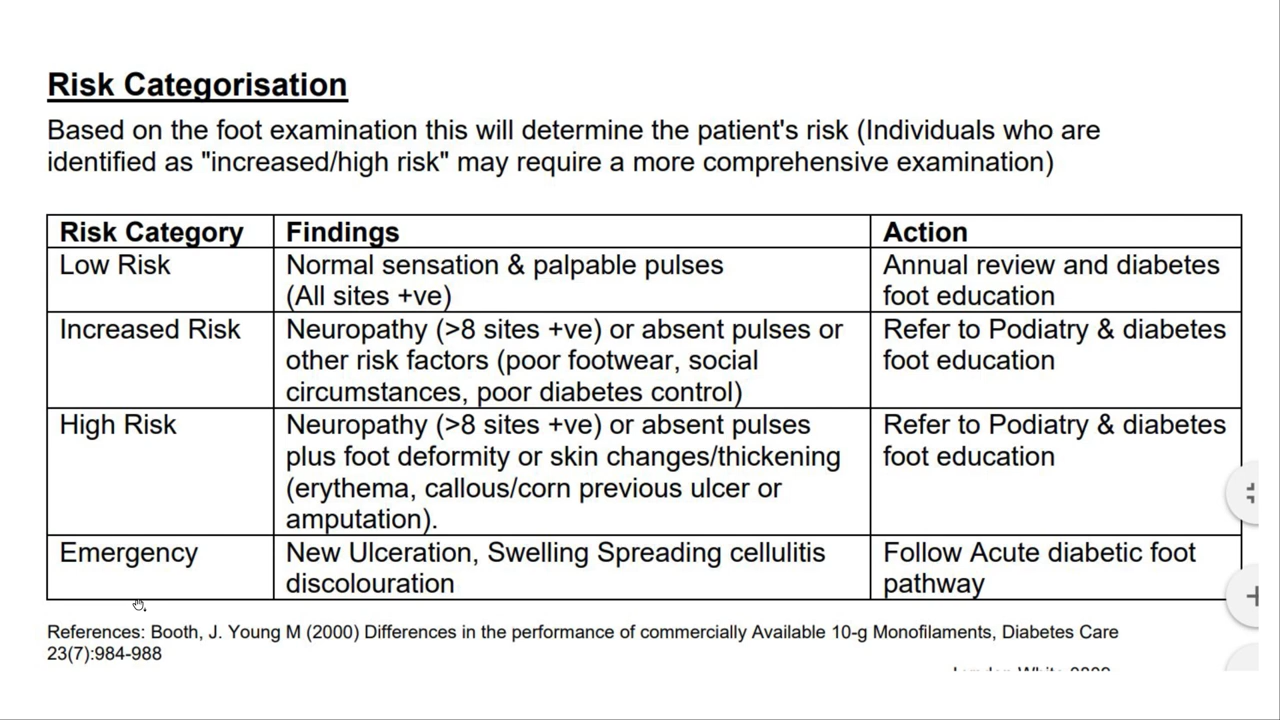 Risk Categorisation
Based on the foot examination this will determine the patient's risk (Individuals who are
identified as "increased/high risk" may require a more comprehensive examination)
Risk Category Findings Action
Low Risk Normal sensation & palpable pulses Annual review and diabetes
(All sites +ve) foot education
Increased Risk Neuropathy (>8 sites +ve) or absent pulses or Refer to Podiatry & diabetes
other risk factors (poor footwear, social foot education
circumstances, poor diabetes control)
High Risk Neuropathy (>8 sites +ve) or absent pulses Refer to Podiatry & diabetes
plus foot deformity or skin changes/thickening foot education
(erythema, callous/corn previous ulcer or
amputation).
Emergency New Ulceration, Swelling Spreading cellulitis Follow Acute diabetic foot
discolouration pathway
References: Booth, J. Young M (2000) Differences in the performance of commercially Available 10-g Monofilaments, Diabetes Care
23(7):984-988